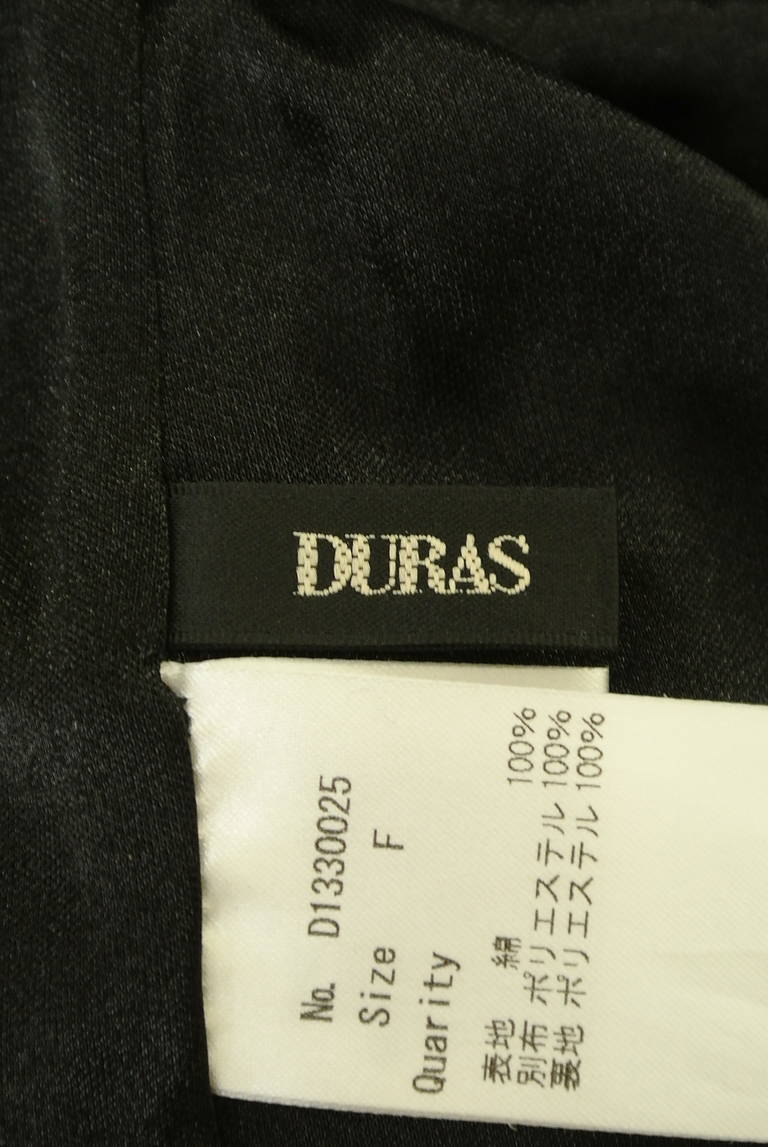 DURAS
No. D1330025
Size F
Quarity
表地 綿 100%
別布 ポリエステル 100%
裏地 ポリエステル 100%